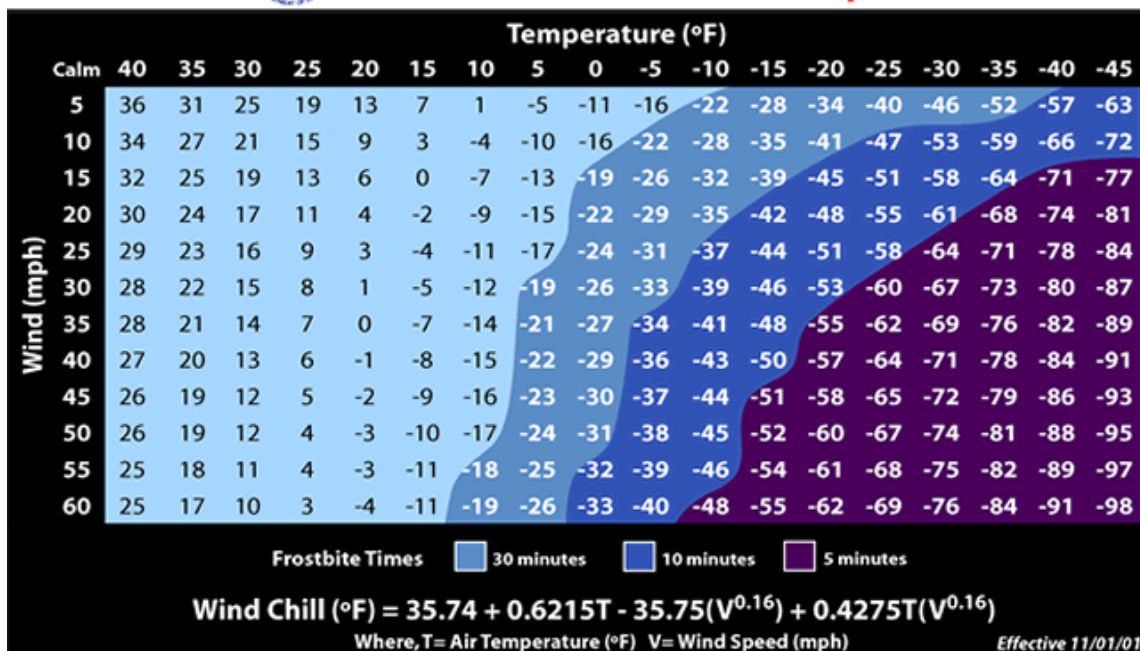 Temperature (ºF)
Calm 40 35 30 25 20 15 10 5 0 -5 -10 -15 -20 -25 -30 -35 -40 -45
Wind (mph)
5 36 31 25 19 13 7 1 -5 -11 -16 -22 -28 -34 -40 -46 -52 -57 -63
10 34 27 21 15 9 3 -4 -10 -16 -22 -28 -35 -41 -47 -53 -59 -66 -72
15 32 25 19 13 6 0 -7 -13 -19 -26 -32 -39 -45 -51 -58 -64 -71 -77
20 30 24 17 11 4 -2 -9 -15 -22 -29 -35 -42 -48 -55 -61 -68 -74 -81
25 29 23 16 9 3 -4 -11 -17 -24 -31 -37 -44 -51 -58 -64 -71 -78 -84
30 28 22 15 8 1 -5 -12 -19 -26 -33 -39 -46 -53 -60 -67 -73 -80 -87
35 28 21 14 7 0 -7 -14 -21 -27 -34 -41 -48 -55 -62 -69 -76 -82 -89
40 27 20 13 6 -1 -8 -15 -22 -29 -36 -43 -50 -57 -64 -71 -78 -84 -91
45 26 19 12 5 -2 -9 -16 -23 -30 -37 -44 -51 -58 -65 -72 -79 -86 -93
50 26 19 12 4 -3 -10 -17 -24 -31 -38 -45 -52 -60 -67 -74 -81 -88 -95
55 25 18 11 4 -3 -11 -18 -25 -32 -39 -46 -54 -61 -68 -75 -82 -89 -97
60 25 17 10 3 -4 -11 -19 -26 -33 -40 -48 -55 -62 -69 -76 -84 -91 -98
Frostbite Times 30 minutes 10 minutes 5 minutes
Wind Chill (ºF) = 35.74 + 0.6215T - 35.75(V^0.16) + 0.4275T(V^0.16)
Where, T= Air Temperature (ºF) V= Wind Speed (mph)
Effective 11/01/01